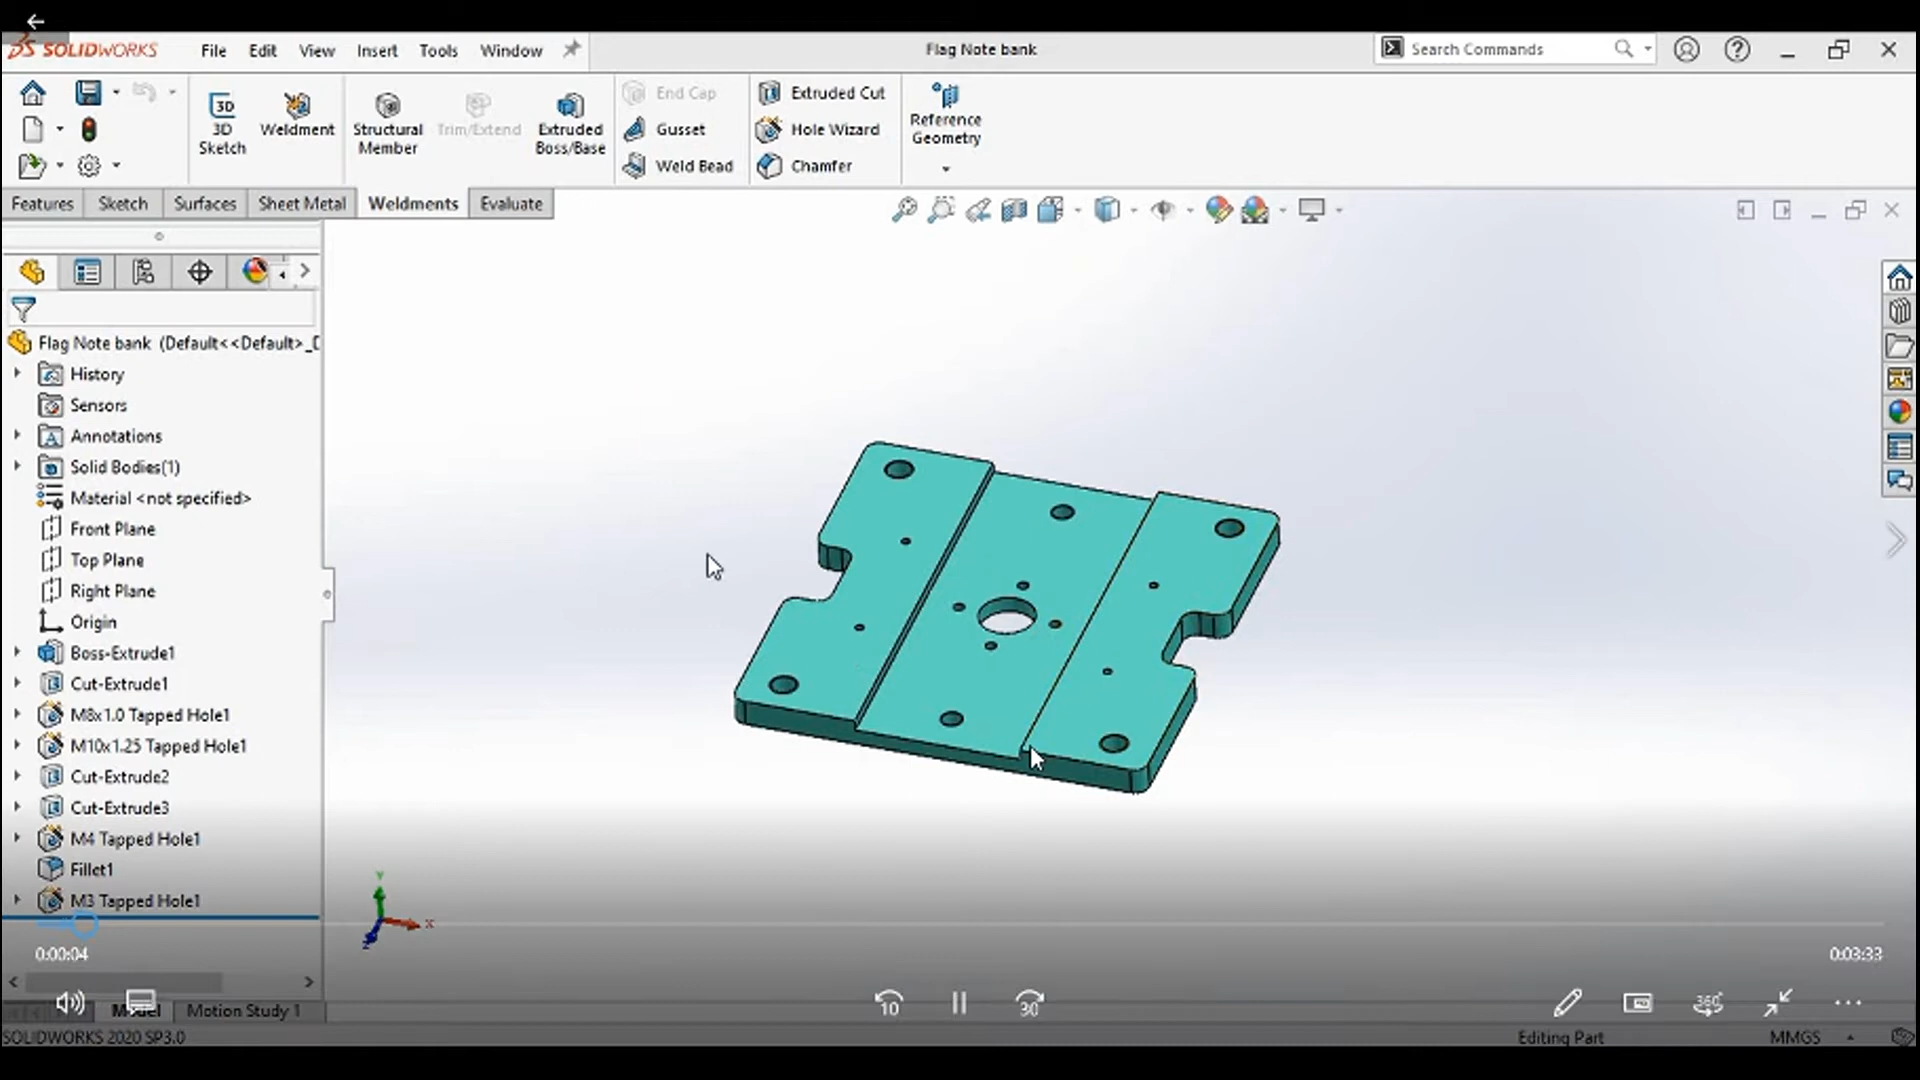 SOLIDWORKS File Edit View Insert Tools Window Flag Note bank Search Commands
3D Sketch
Weldment
Structural Member
Trim/Extend
Extruded Boss/Base
End Cap
Gusset
Weld Bead
Extruded Cut
Hole Wizard
Chamfer
Reference Geometry
Features Sketch Surfaces Sheet Metal Weldments Evaluate
Flag Note bank (Default<<Default>_D
History
Sensors
Annotations
Solid Bodies(1)
Material <not specified>
Front Plane
Top Plane
Right Plane
Origin
Boss-Extrude1
Cut-Extrude1
M8x1.0 Tapped Hole1
M10x1.25 Tapped Hole1
Cut-Extrude2
Cut-Extrude3
M4 Tapped Hole1
Fillet1
M3 Tapped Hole1
Y
X
Z
0:00:04 0:03:33
10 30 360°
Model Motion Study 1
SOLIDWORKS 2020 SP3.0 Editing Part MMGS